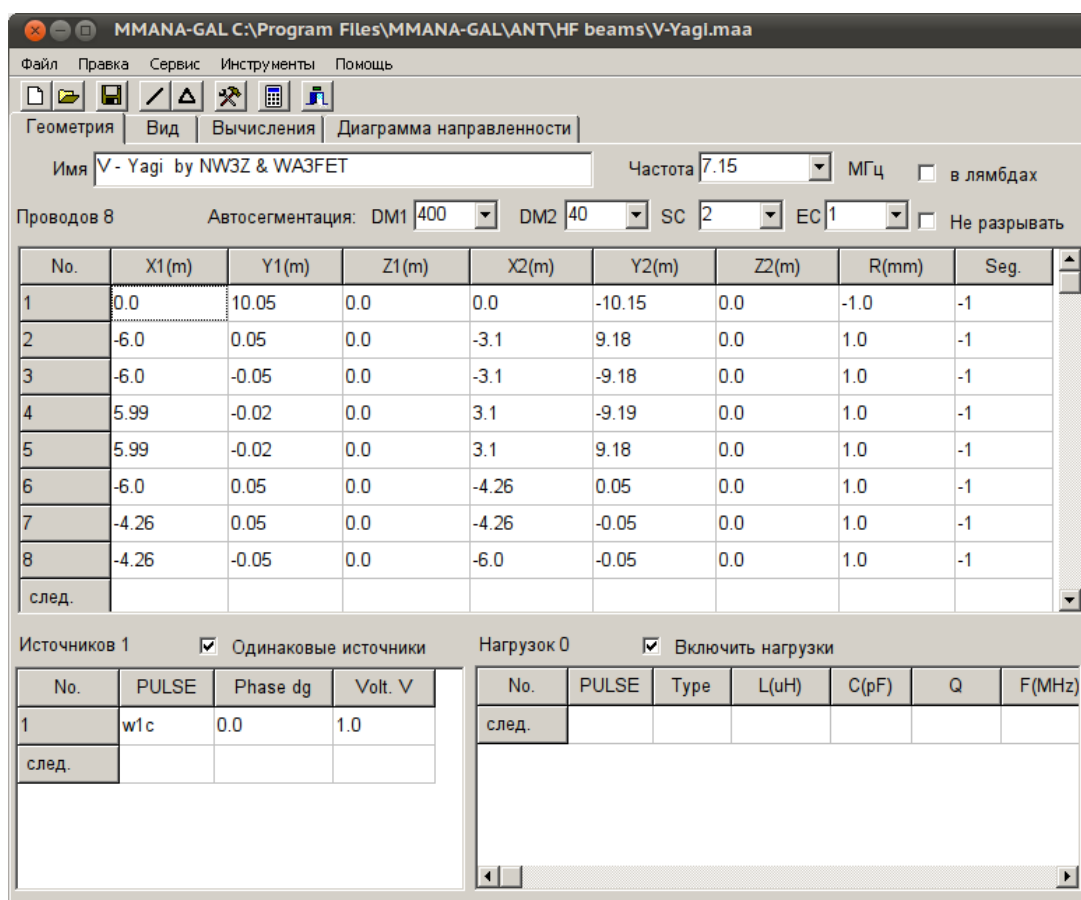 MMANA-GAL C:\Program FIles\MMANA-GAL\ANT\HF beams\V-YagI.maa
Файл Правка Сервис Инструменты Помощь
Геометрия Вид Вычисления Диаграмма направленности
Имя V - Yagi by NW3Z & WA3FET Частота 7.15 МГц в лямбдах
Проводов 8 Автосегментация: DM1 400 DM2 40 SC 2 EC 1 Не разрывать
No. X1(m) Y1(m) Z1(m) X2(m) Y2(m) Z2(m) R(mm) Seg.
1 0.0 10.05 0.0 0.0 -10.15 0.0 -1.0 -1
2 -6.0 0.05 0.0 -3.1 9.18 0.0 1.0 -1
3 -6.0 -0.05 0.0 -3.1 -9.18 0.0 1.0 -1
4 5.99 -0.02 0.0 3.1 -9.19 0.0 1.0 -1
5 5.99 -0.02 0.0 3.1 9.18 0.0 1.0 -1
6 -6.0 0.05 0.0 -4.26 0.05 0.0 1.0 -1
7 -4.26 0.05 0.0 -4.26 -0.05 0.0 1.0 -1
8 -4.26 -0.05 0.0 -6.0 -0.05 0.0 1.0 -1
след.
Источников 1 Одинаковые источники Нагрузок 0 Включить нагрузки
No. PULSE Phase dg Volt. V No. PULSE Type L(uH) C(pF) Q F(MHz)
1 w1c 0.0 1.0 след.
след.